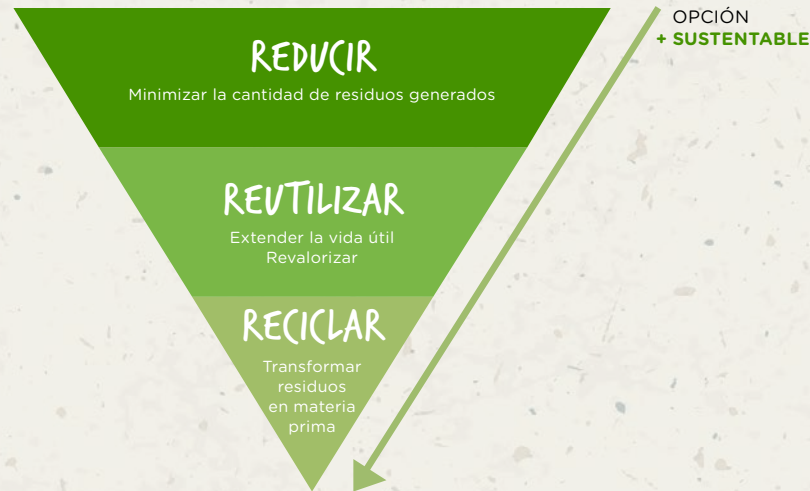 REDUCIR
Minimizar la cantidad de residuos generados
REUTILIZAR
Extender la vida útil
Revalorizar
RECICLAR
Transformar
residuos
en materia
prima
OPCIÓN
+ SUSTENTABLE